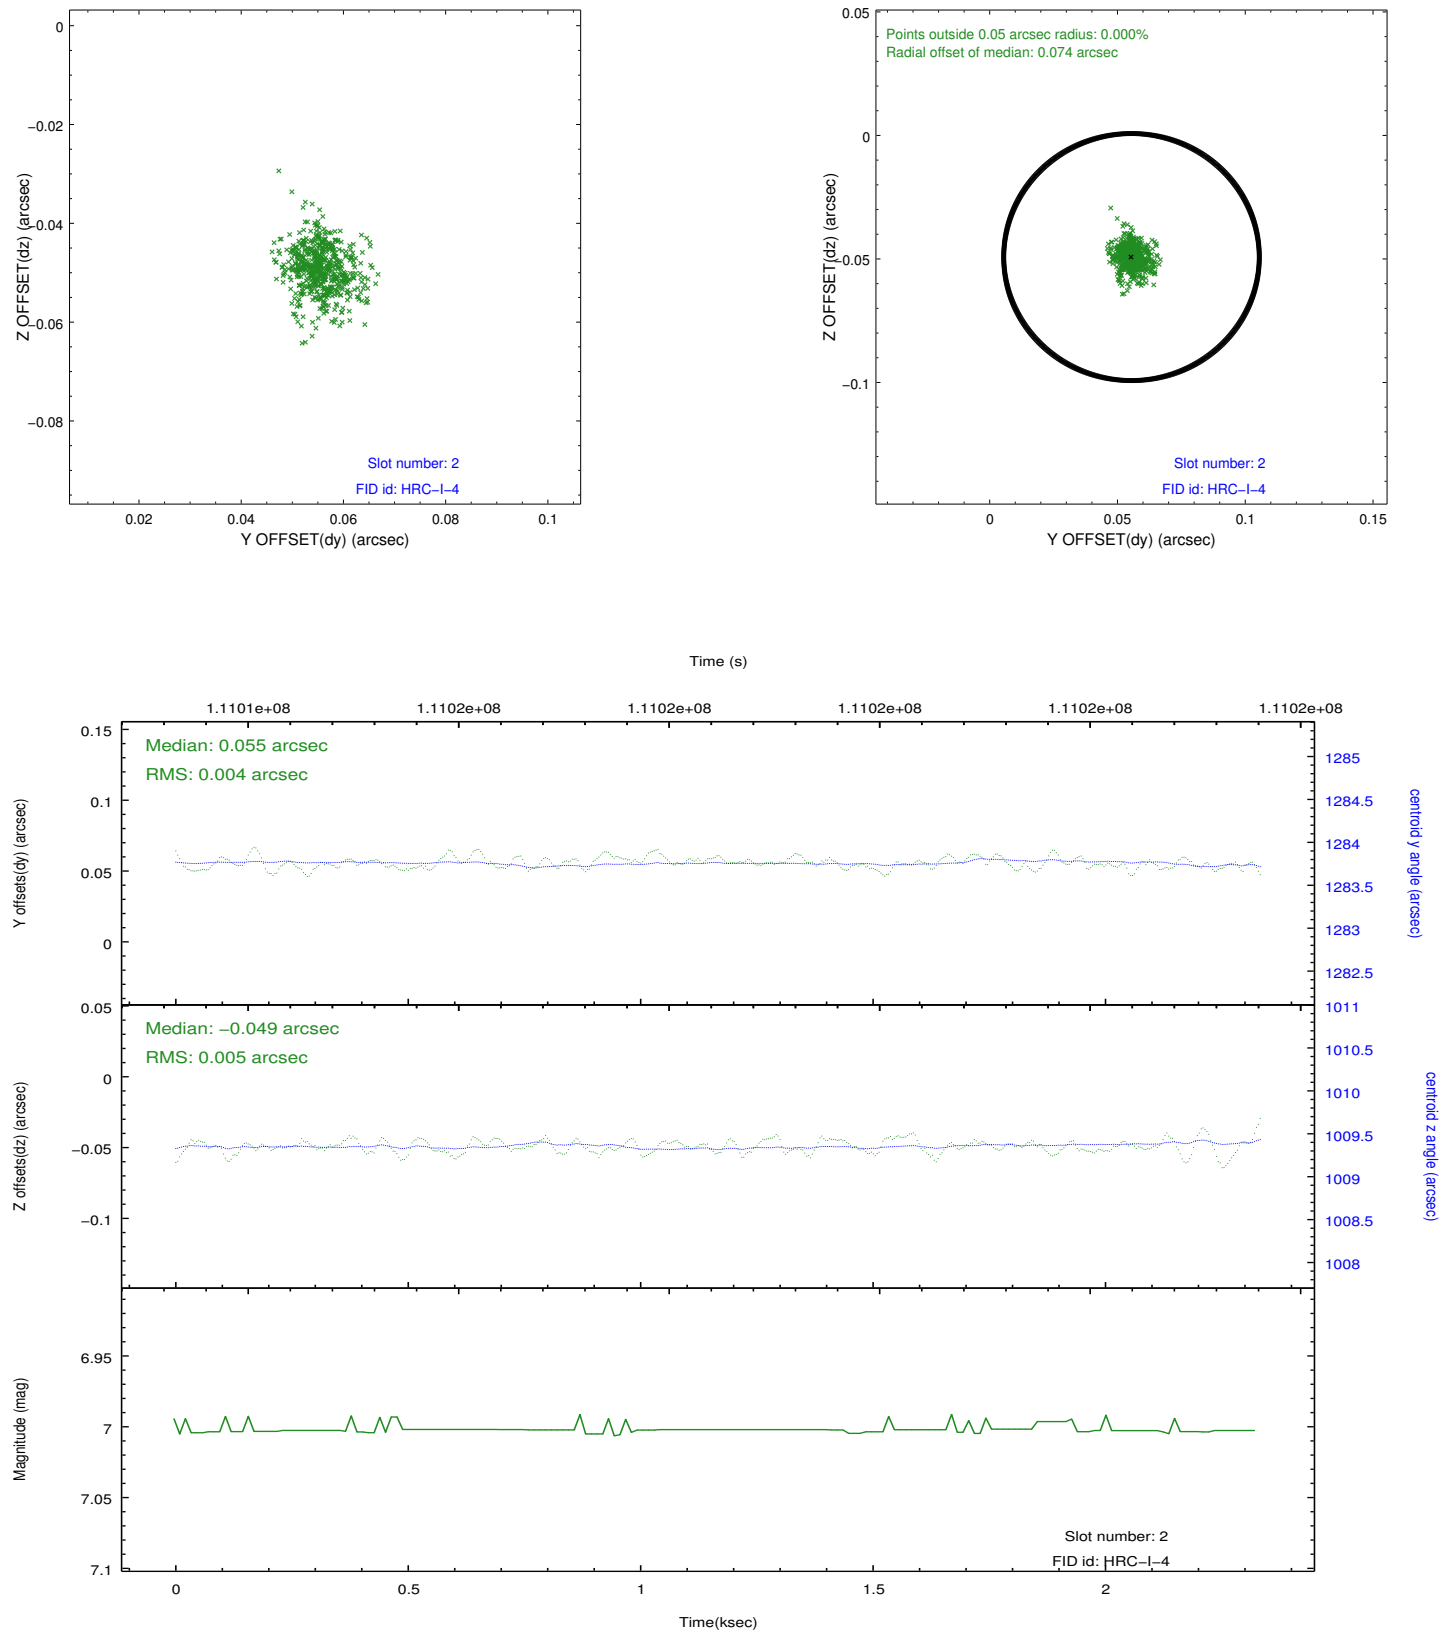 0
−0.02
−0.04
−0.06
−0.08
Z OFFSET(dz) (arcsec)
Slot number: 2
FID id: HRC−I−4
0.02
0.04
0.06
0.08
0.1
Y OFFSET(dy) (arcsec)
0.05
0
−0.05
−0.1
Z OFFSET(dz) (arcsec)
Points outside 0.05 arcsec radius: 0.000%
Radial offset of median: 0.074 arcsec
Slot number: 2
FID id: HRC−I−4
0
0.05
0.1
0.15
Y OFFSET(dy) (arcsec)
Time (s)
1.1101e+08
1.1102e+08
1.1102e+08
1.1102e+08
1.1102e+08
1.1102e+08
0.15
0.1
0.05
0
Y offsets(dy) (arcsec)
Median: 0.055 arcsec
RMS: 0.004 arcsec
1285
1284.5
1284
1283.5
1283
1282.5
centroid y angle (arcsec)
0.05
0
−0.05
−0.1
Z offsets(dz) (arcsec)
Median: −0.049 arcsec
RMS: 0.005 arcsec
1011
1010.5
1010
1009.5
1009
1008.5
1008
centroid z angle (arcsec)
6.95
7
7.05
7.1
Magnitude (mag)
Slot number: 2
FID id: HRC−I−4
0
0.5
1
1.5
2
Time(ksec)